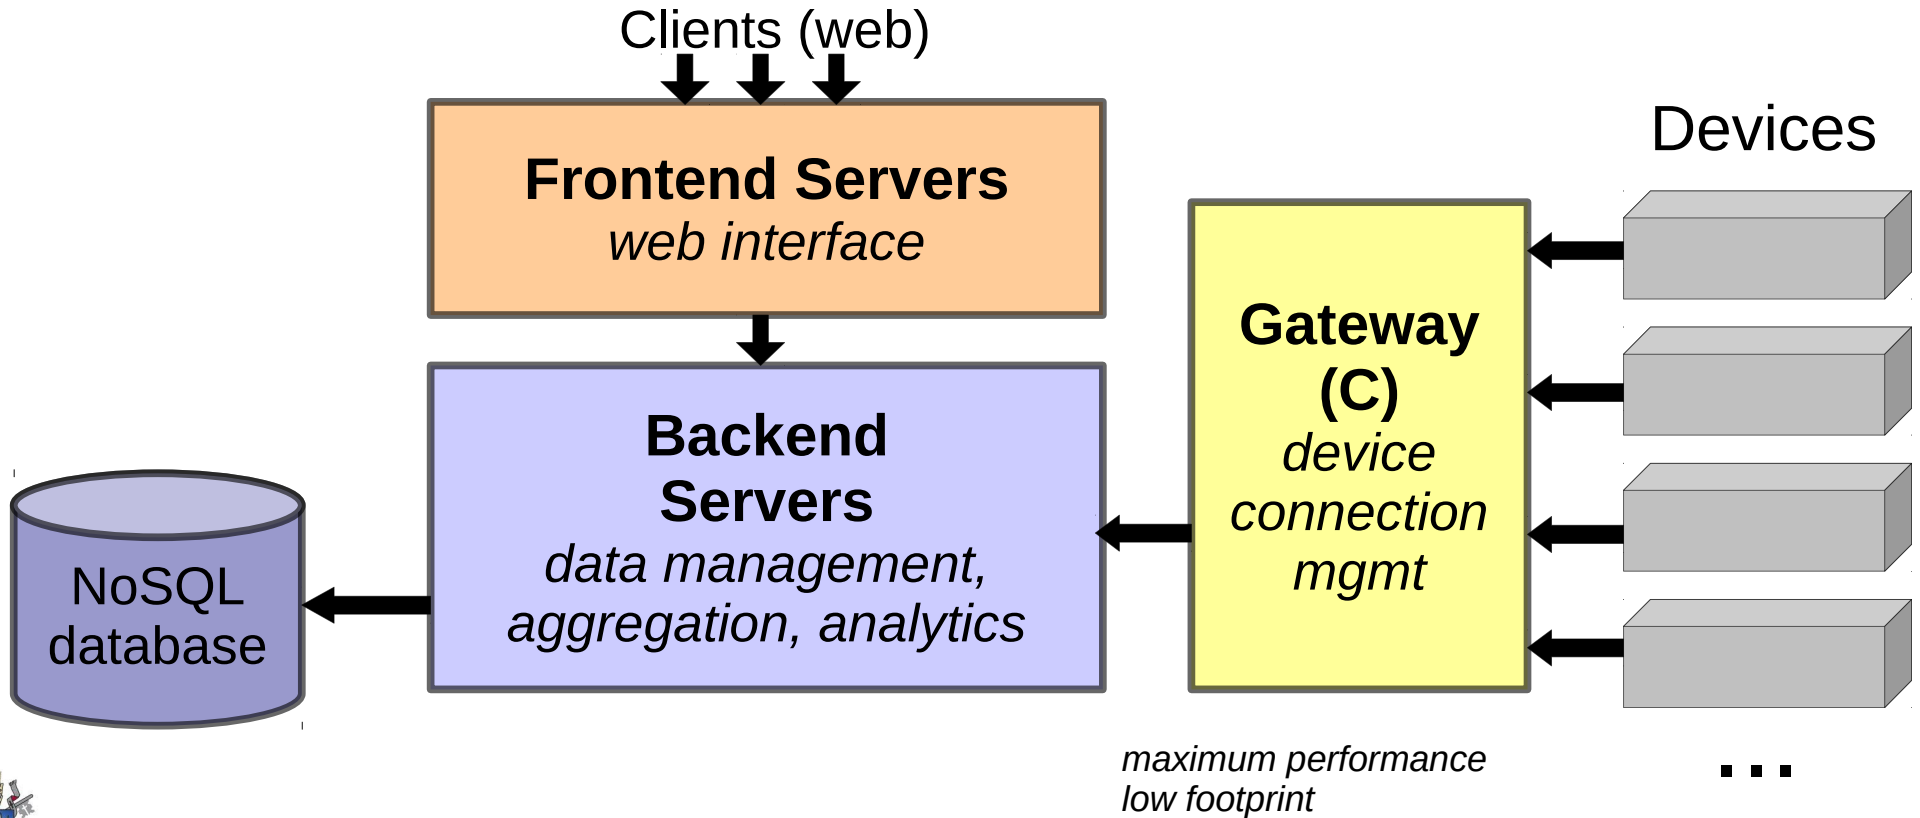 Clients (web)
Frontend Servers
web interface
Backend
Servers
data management,
aggregation, analytics
NoSQL
database
Gateway
(C)
device
connection
mgmt
maximum performance
low footprint
Devices
...